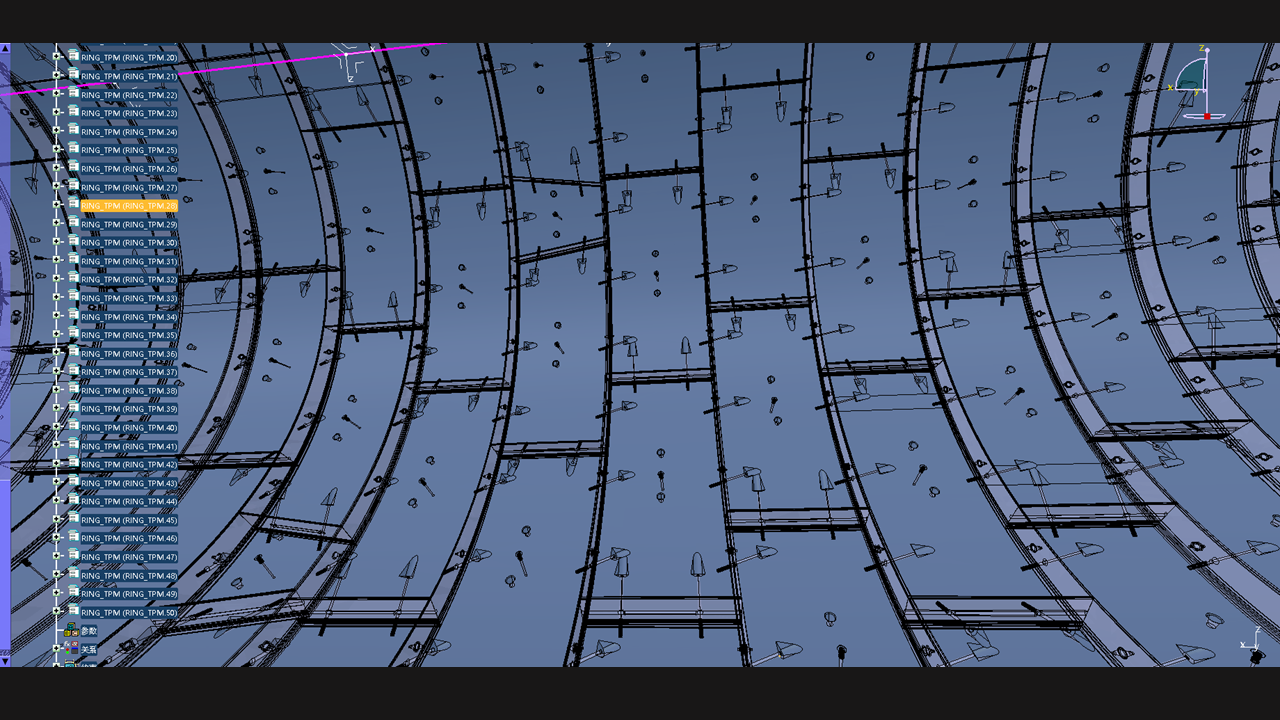 RING_TPM (RING_TPM.20)
RING_TPM (RING_TPM.21)
RING_TPM (RING_TPM.22)
RING_TPM (RING_TPM.23)
RING_TPM (RING_TPM.24)
RING_TPM (RING_TPM.25)
RING_TPM (RING_TPM.26)
RING_TPM (RING_TPM.27)
RING_TPM (RING_TPM.28)
RING_TPM (RING_TPM.29)
RING_TPM (RING_TPM.30)
RING_TPM (RING_TPM.31)
RING_TPM (RING_TPM.32)
RING_TPM (RING_TPM.33)
RING_TPM (RING_TPM.34)
RING_TPM (RING_TPM.35)
RING_TPM (RING_TPM.36)
RING_TPM (RING_TPM.37)
RING_TPM (RING_TPM.38)
RING_TPM (RING_TPM.39)
RING_TPM (RING_TPM.40)
RING_TPM (RING_TPM.41)
RING_TPM (RING_TPM.42)
RING_TPM (RING_TPM.43)
RING_TPM (RING_TPM.44)
RING_TPM (RING_TPM.45)
RING_TPM (RING_TPM.46)
RING_TPM (RING_TPM.47)
RING_TPM (RING_TPM.48)
RING_TPM (RING_TPM.49)
RING_TPM (RING_TPM.50)
参数
关系
x
z
z
x
y
z
x